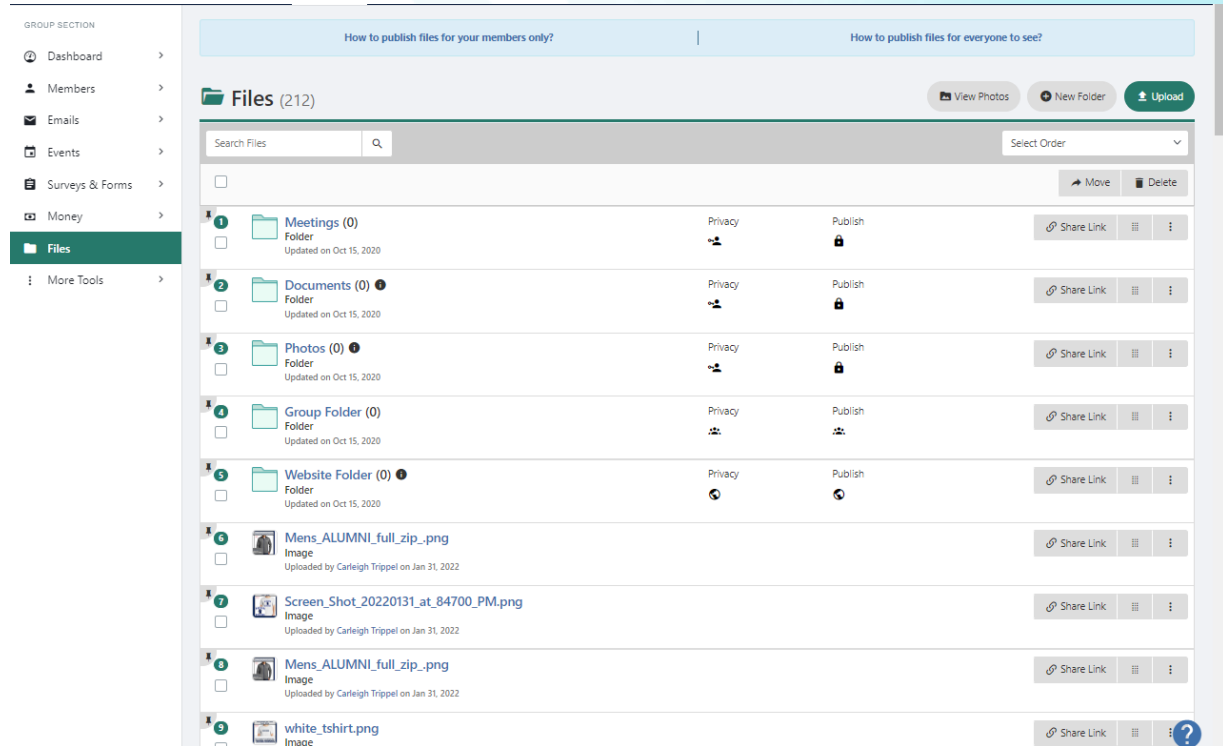 GROUP SECTION
Dashboard
Members
Emails
Events
Surveys & Forms
Money
Files
More Tools
How to publish files for your members only? | How to publish files for everyone to see?
Files (212)
View Photos New Folder Upload
Search Files Select Order
Move Delete
1 Meetings (0) Privacy Publish Share Link
Folder
Updated on Oct 15, 2020
2 Documents (0) Privacy Publish Share Link
Folder
Updated on Oct 15, 2020
3 Photos (0) Privacy Publish Share Link
Folder
Updated on Oct 15, 2020
4 Group Folder (0) Privacy Publish Share Link
Folder
Updated on Oct 15, 2020
5 Website Folder (0) Privacy Publish Share Link
Folder
Updated on Oct 15, 2020
6 Mens_ALUMNI_full_zip_.png Share Link
Image
Uploaded by Carleigh Trippel on Jan 31, 2022
7 Screen_Shot_20220131_at_84700_PM.png Share Link
Image
Uploaded by Carleigh Trippel on Jan 31, 2022
8 Mens_ALUMNI_full_zip_.png Share Link
Image
Uploaded by Carleigh Trippel on Jan 31, 2022
9 white_tshirt.png Share Link
Image
?